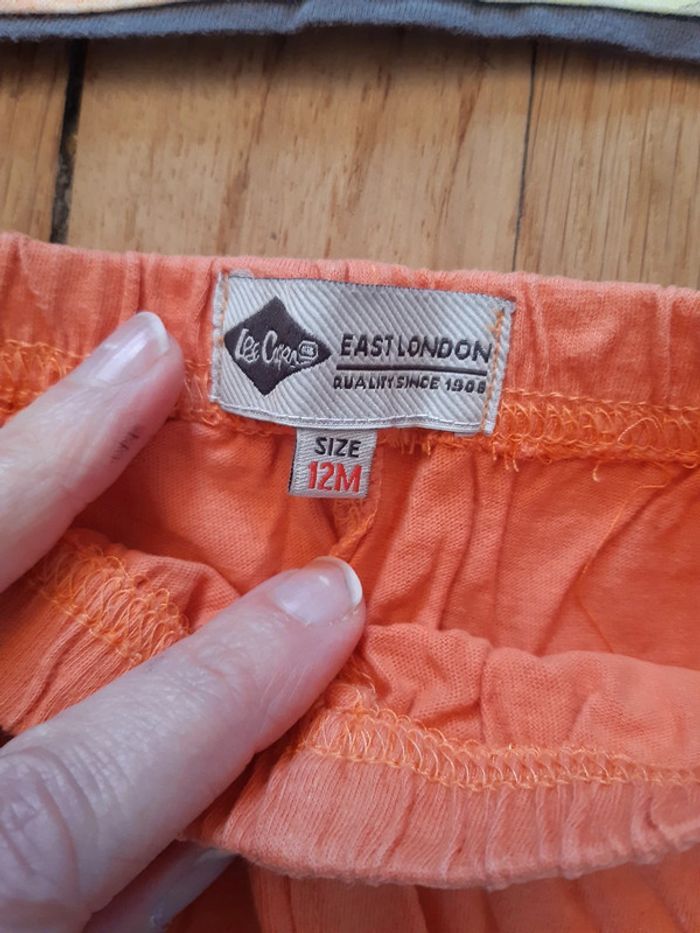 Lee Cooper
EAST LONDON
QUALITY SINCE 1908
SIZE
12M